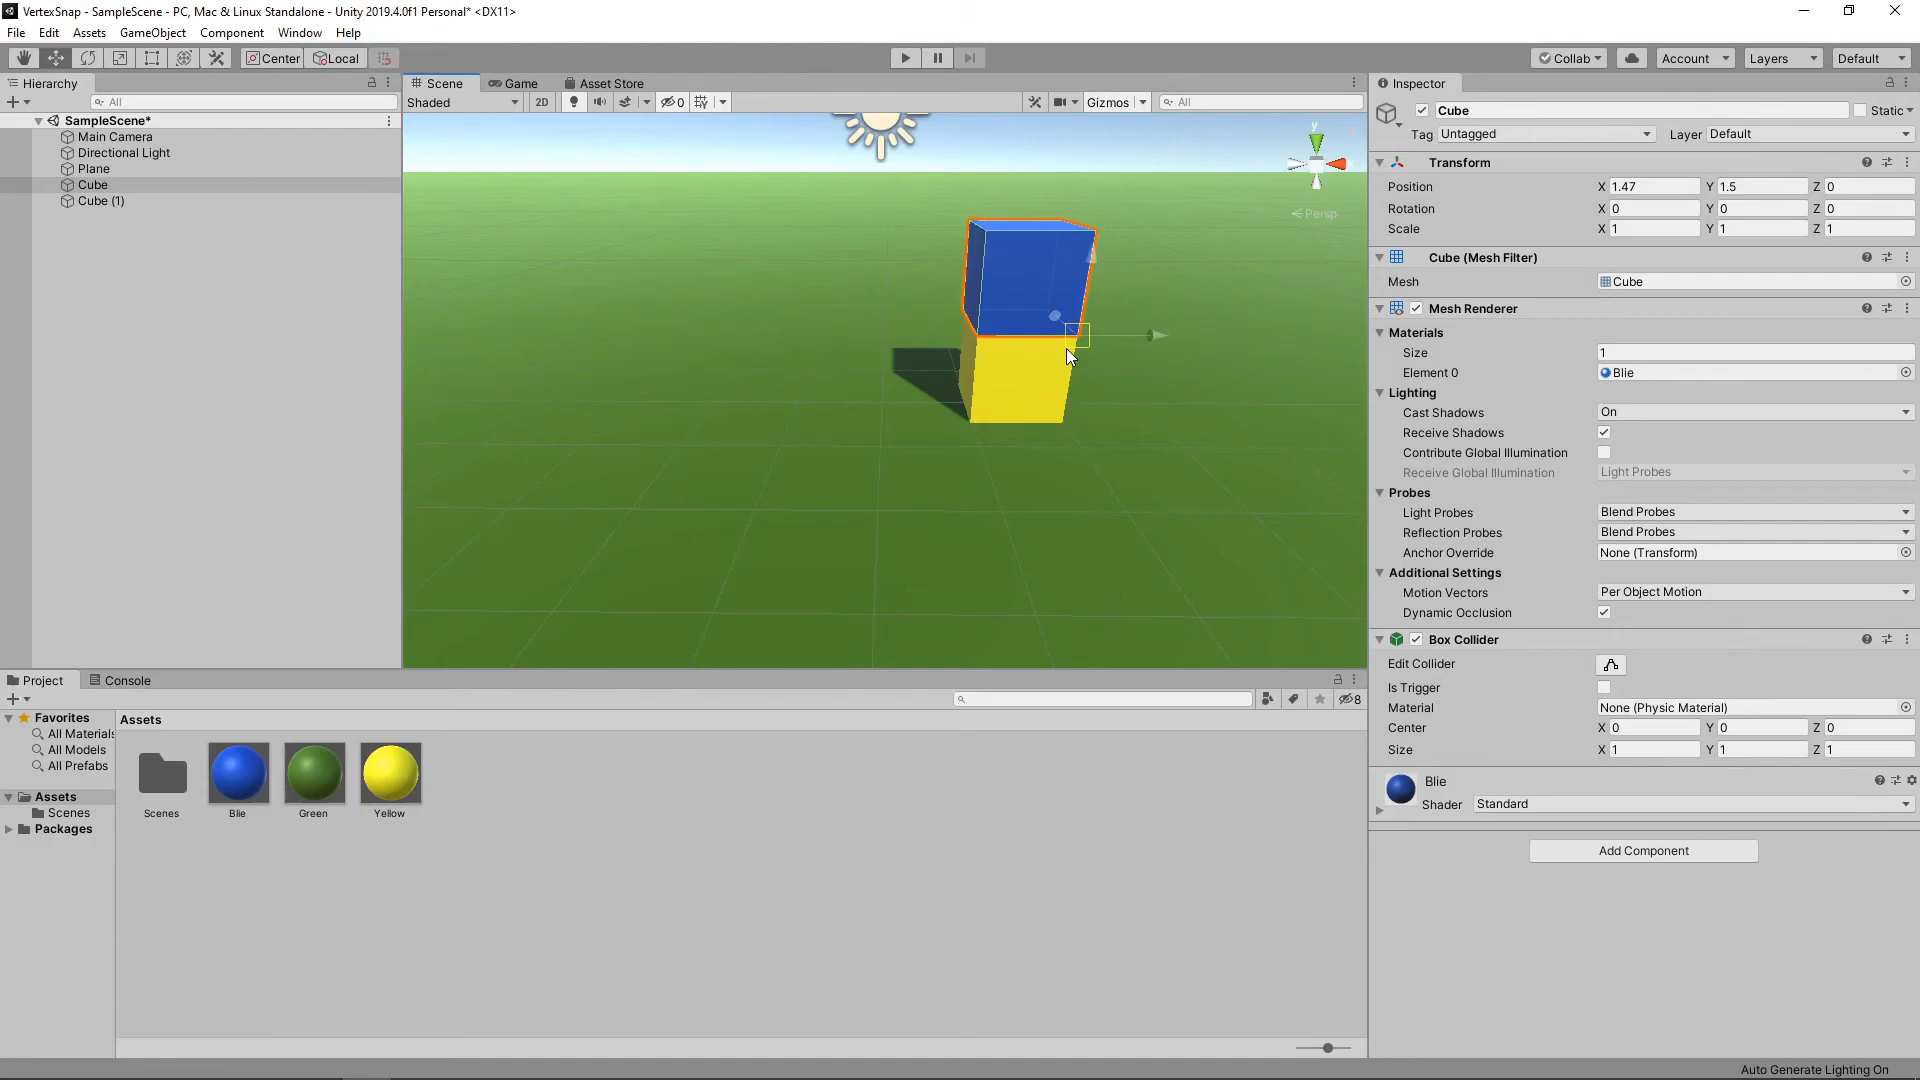 VertexSnap - SampleScene - PC, Mac & Linux Standalone - Unity 2019.4.0f1 Personal* <DX11>
File Edit Assets GameObject Component Window Help
Center Local Collab Account Layers Default
Hierarchy
All
SampleScene*
Main Camera
Directional Light
Plane
Cube
Cube (1)
Scene Game Asset Store
Shaded 2D 0 Gizmos All
y
Persp
Inspector
Cube Static
Tag Untagged Layer Default
Transform
Position X 1.47 Y 1.5 Z 0
Rotation X 0 Y 0 Z 0
Scale X 1 Y 1 Z 1
Cube (Mesh Filter)
Mesh Cube
Mesh Renderer
Materials
Size 1
Element 0 Blie
Lighting
Cast Shadows On
Receive Shadows
Contribute Global Illumination
Receive Global Illumination Light Probes
Probes
Light Probes Blend Probes
Reflection Probes Blend Probes
Anchor Override None (Transform)
Additional Settings
Motion Vectors Per Object Motion
Dynamic Occlusion
Box Collider
Edit Collider
Is Trigger
Material None (Physic Material)
Center X 0 Y 0 Z 0
Size X 1 Y 1 Z 1
Blie
Shader Standard
Add Component
Project Console
8
Favorites
All Materials
All Models
All Prefabs
Assets
Scenes
Packages
Assets
Scenes Blie Green Yellow
Auto Generate Lighting On